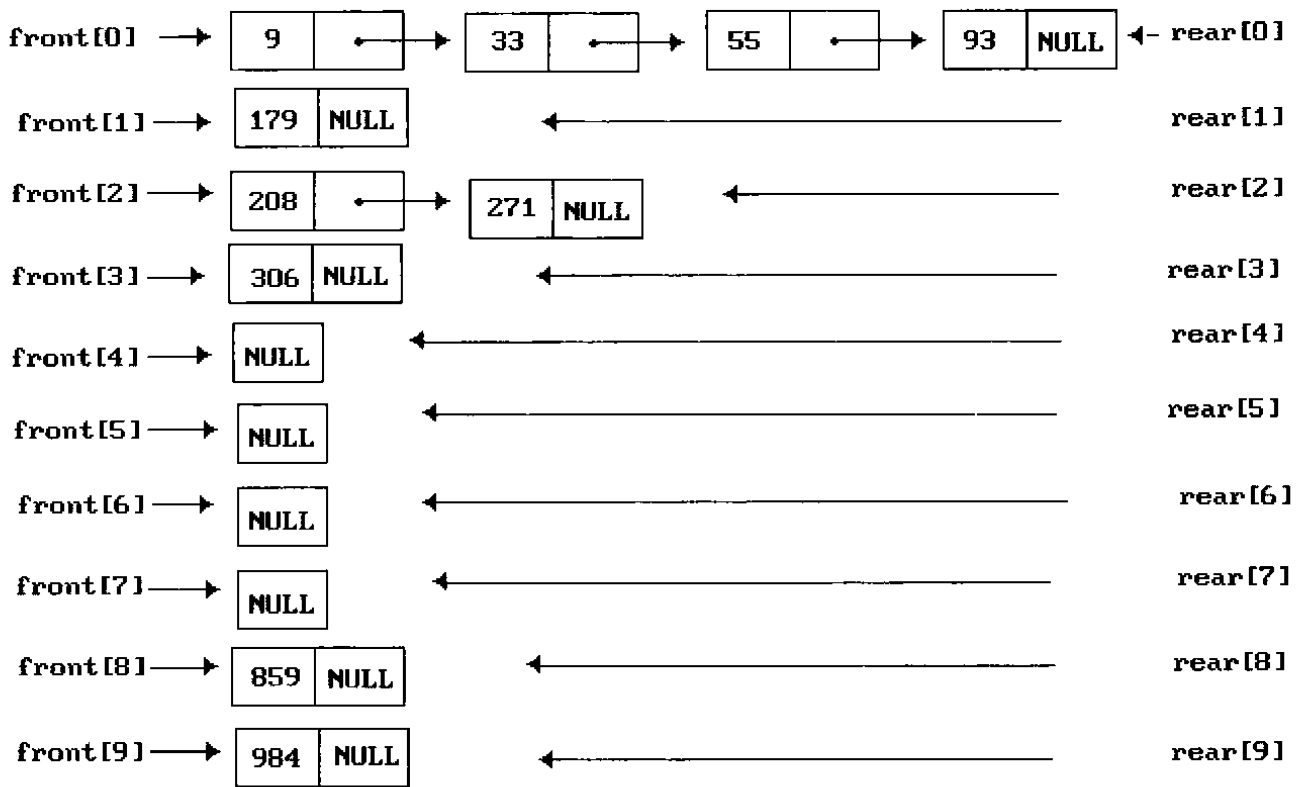 front[0] 9 33 55 93 NULL rear[0]
front[1] 179 NULL rear[1]
front[2] 208 271 NULL rear[2]
front[3] 306 NULL rear[3]
front[4] NULL rear[4]
front[5] NULL rear[5]
front[6] NULL rear[6]
front[7] NULL rear[7]
front[8] 859 NULL rear[8]
front[9] 984 NULL rear[9]